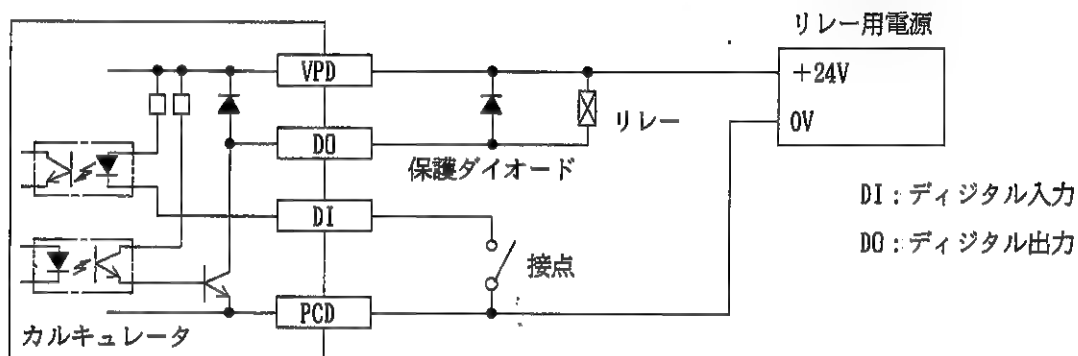 リレー用電源
VPD
+24V
0V
リレー
DO
保護ダイオード
DI:ディジタル入力
DI
DO:ディジタル出力
接点
PCD
カルキュレータ